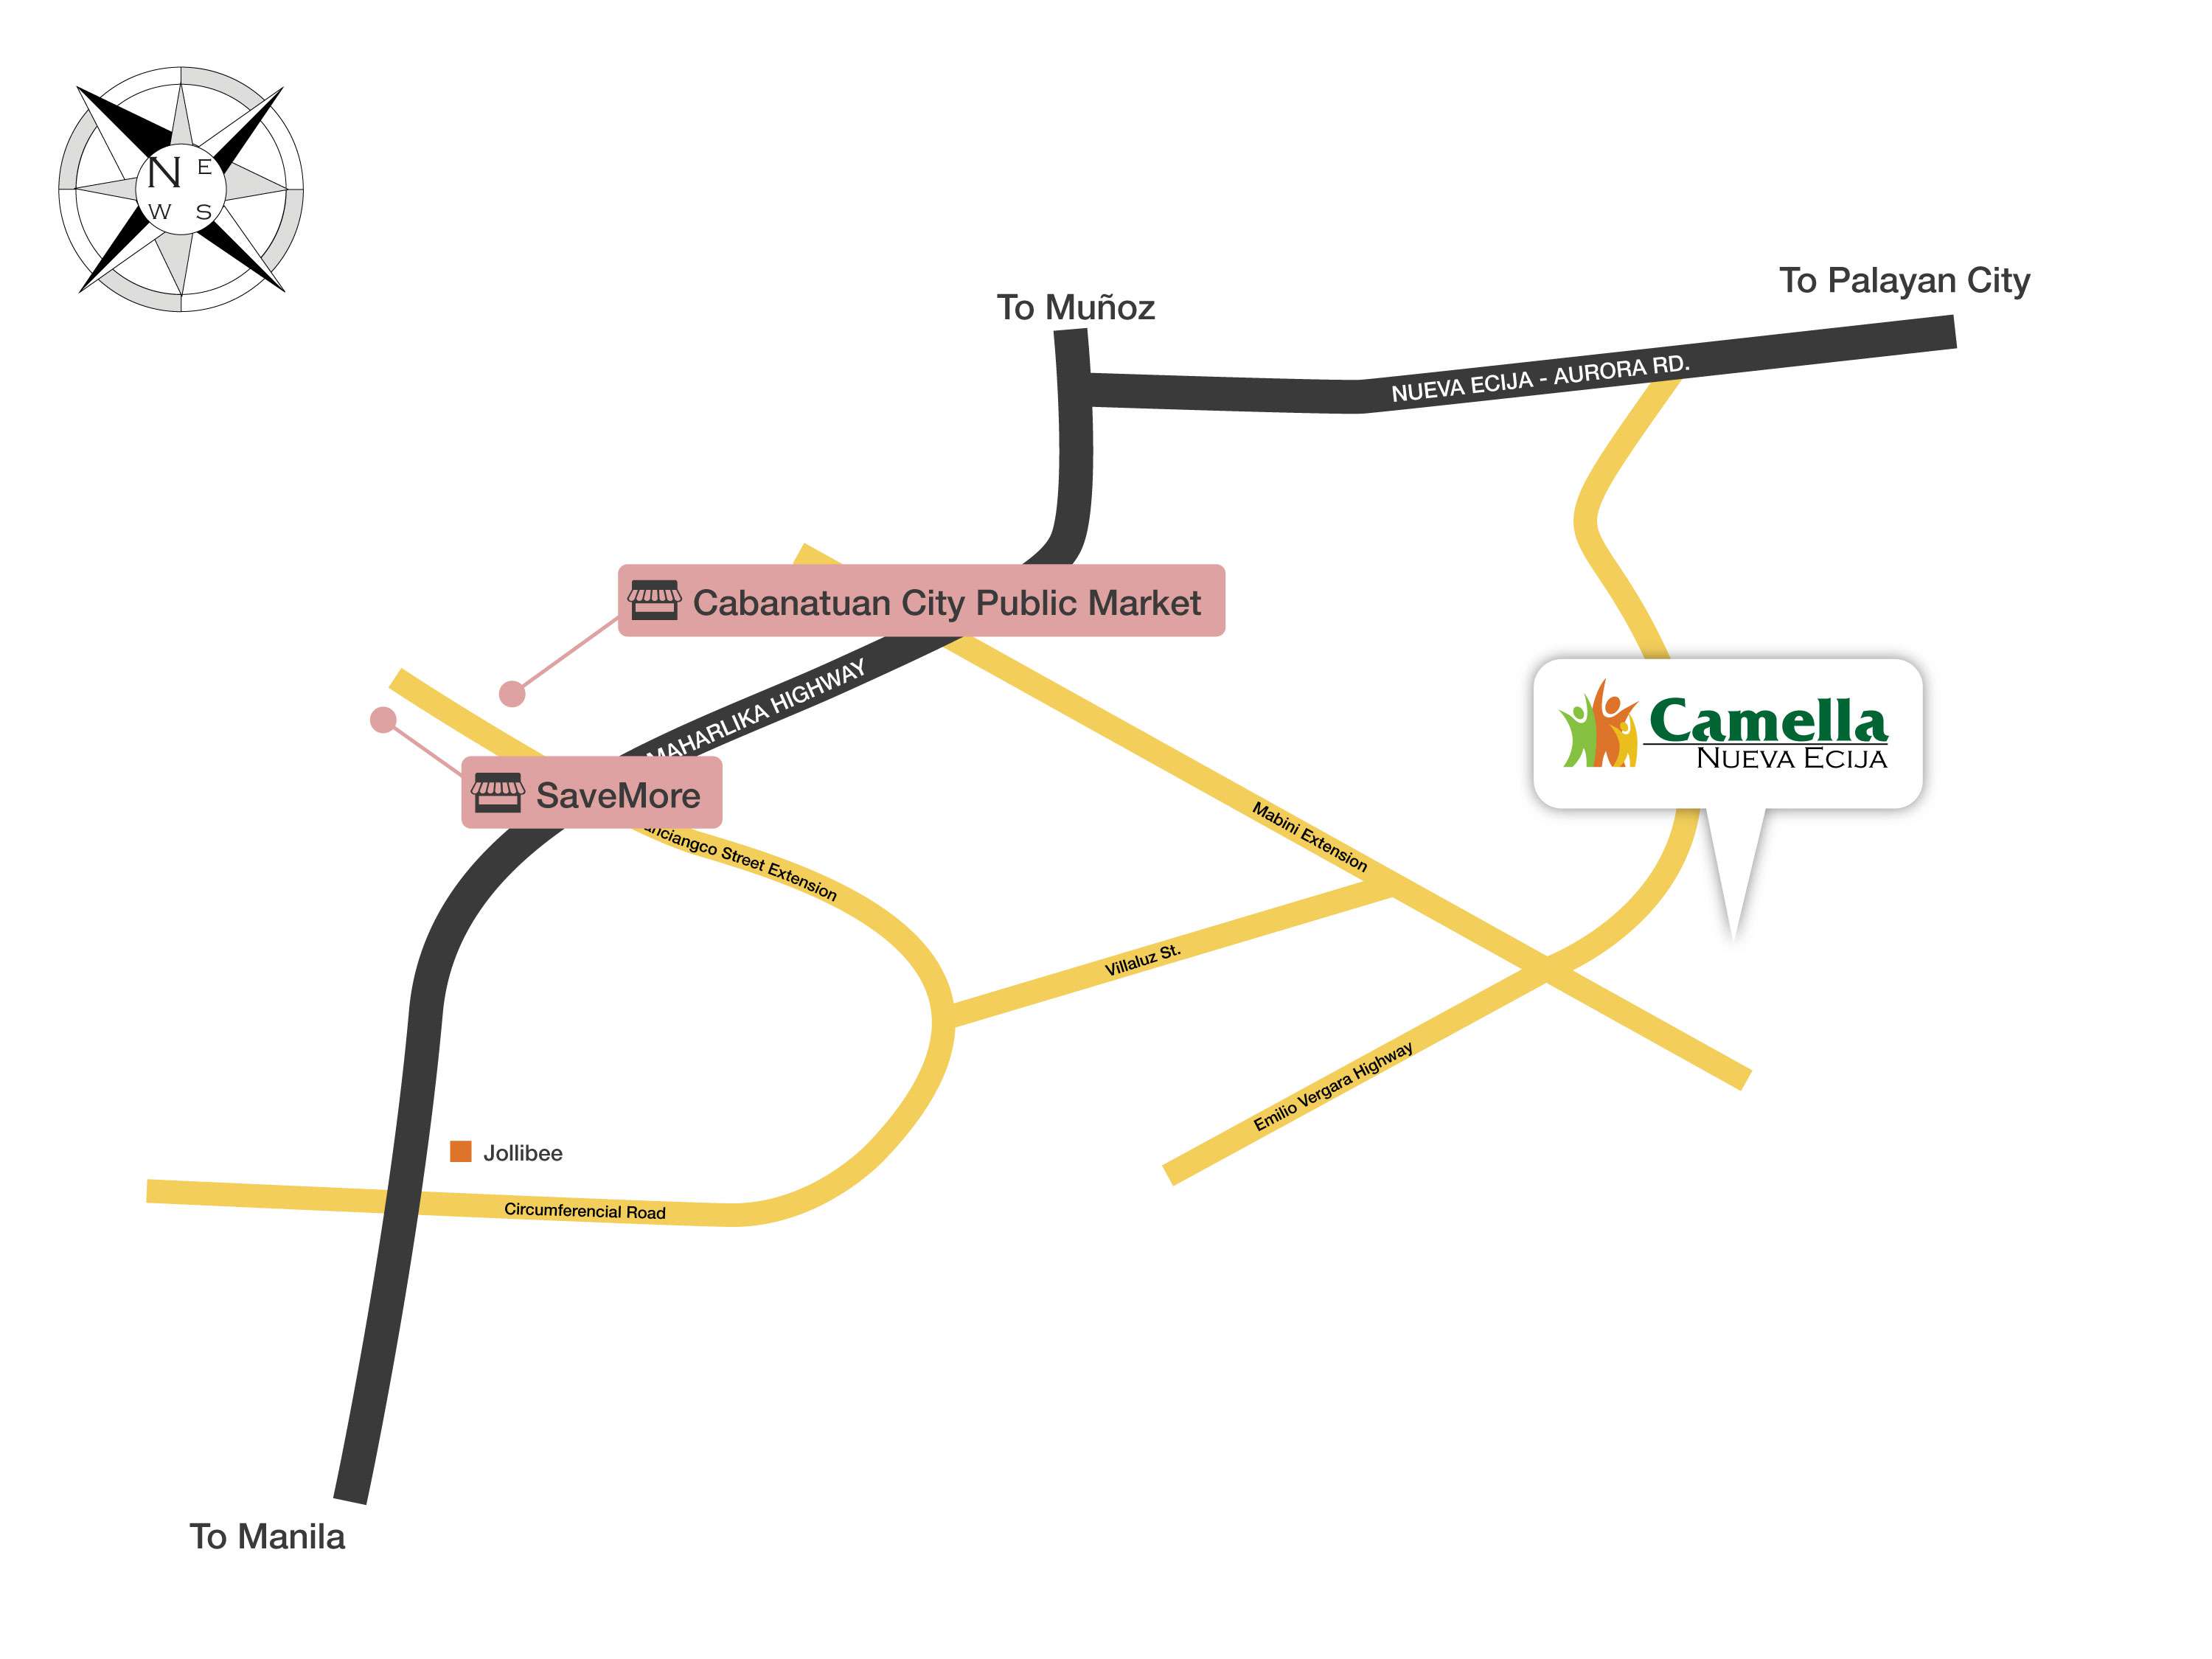 N E
W S
To Muñoz
To Palayan City
NUEVA ECIJA - AURORA RD.
Cabanatuan City Public Market
MAHARLIKA HIGHWAY
Camella
NUEVA ECIJA
SaveMore
Street Extension
Mabini Extension
Villaluz St.
Emilio Vergara Highway
Jollibee
Circumferencial Road
To Manila